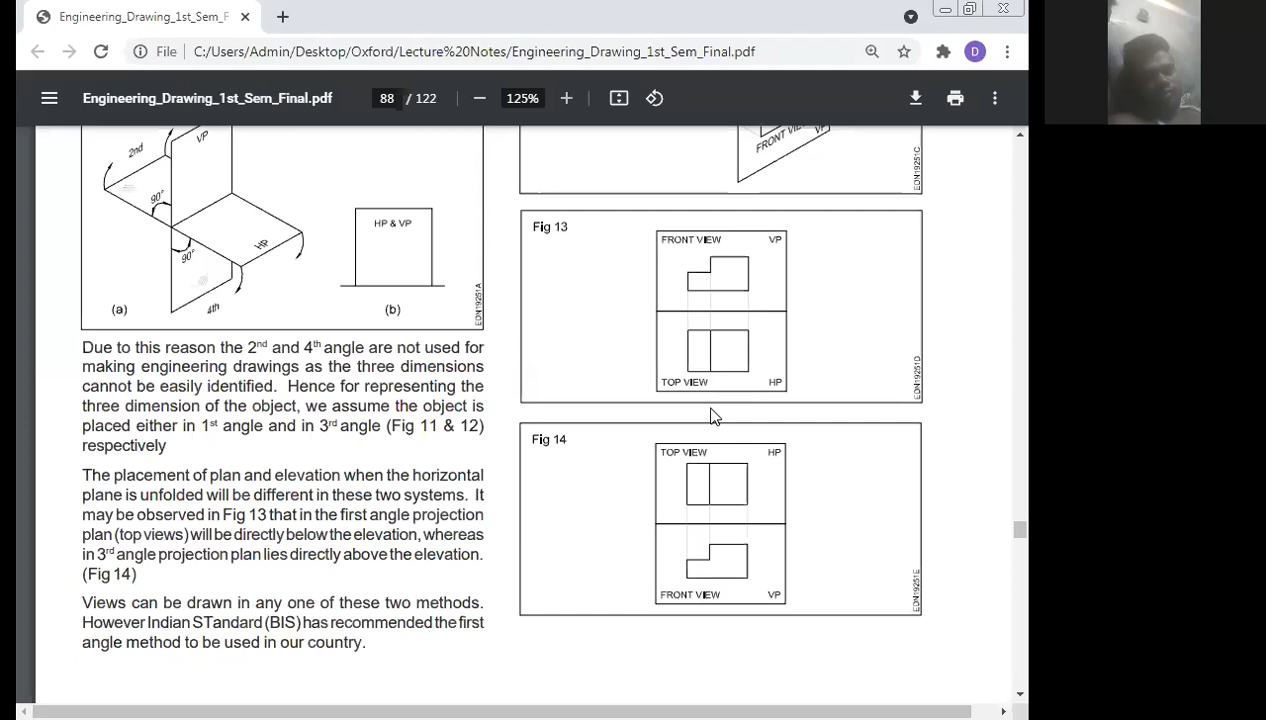 Engineering_Drawing_1st_Sem_F
File
C:/Users/Admin/Desktop/Oxford/Lecture%20Notes/Engineering_Drawing_1st_Sem_Final.pdf
D
Engineering_Drawing_1st_Sem_Final.pdf
88 / 122
125%
VP
2nd
90°
90°
HP
4th
(a)
HP & VP
(b)
EDN19251A
Due to this reason the 2nd and 4th angle are not used for
making engineering drawings as the three dimensions
cannot be easily identified. Hence for representing the
three dimension of the object, we assume the object is
placed either in 1st angle and in 3rd angle (Fig 11 & 12)
respectively
The placement of plan and elevation when the horizontal
plane is unfolded will be different in these two systems. It
may be observed in Fig 13 that in the first angle projection
plan (top views) will be directly below the elevation, whereas
in 3rd angle projection plan lies directly above the elevation.
(Fig 14)
Views can be drawn in any one of these two methods.
However Indian STandard (BIS) has recommended the first
angle method to be used in our country.
FRONT VIEW
VP
EDN19251C
Fig 13
FRONT VIEW VP
TOP VIEW HP
EDN19251D
Fig 14
TOP VIEW HP
FRONT VIEW VP
EDN19251E